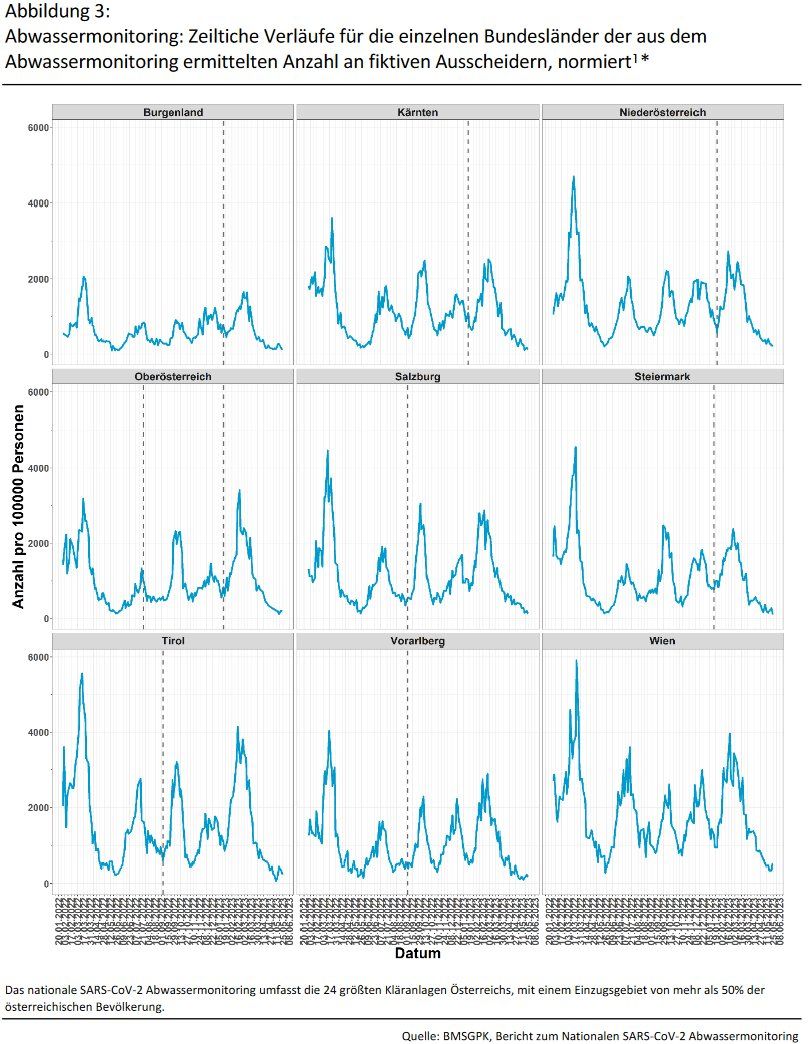 Abbildung 3:
Abwassermonitoring: Zeiltiche Verläufe für die einzelnen Bundesländer der aus dem
Abwassermonitoring ermittelten Anzahl an fiktiven Ausscheidern, normiert¹*
Burgenland
Kärnten
Niederösterreich
6000
4000
2000
0
Oberösterreich
Salzburg
Steiermark
6000
4000
2000
0
Anzahl pro 100000 Personen
Tirol
Vorarlberg
Wien
6000
4000
2000
0
Datum
Das nationale SARS-CoV-2 Abwassermonitoring umfasst die 24 größten Kläranlagen Österreichs, mit einem Einzugsgebiet von mehr als 50% der
österreichischen Bevölkerung.
Quelle: BMSGPK, Bericht zum Nationalen SARS-CoV-2 Abwassermonitoring